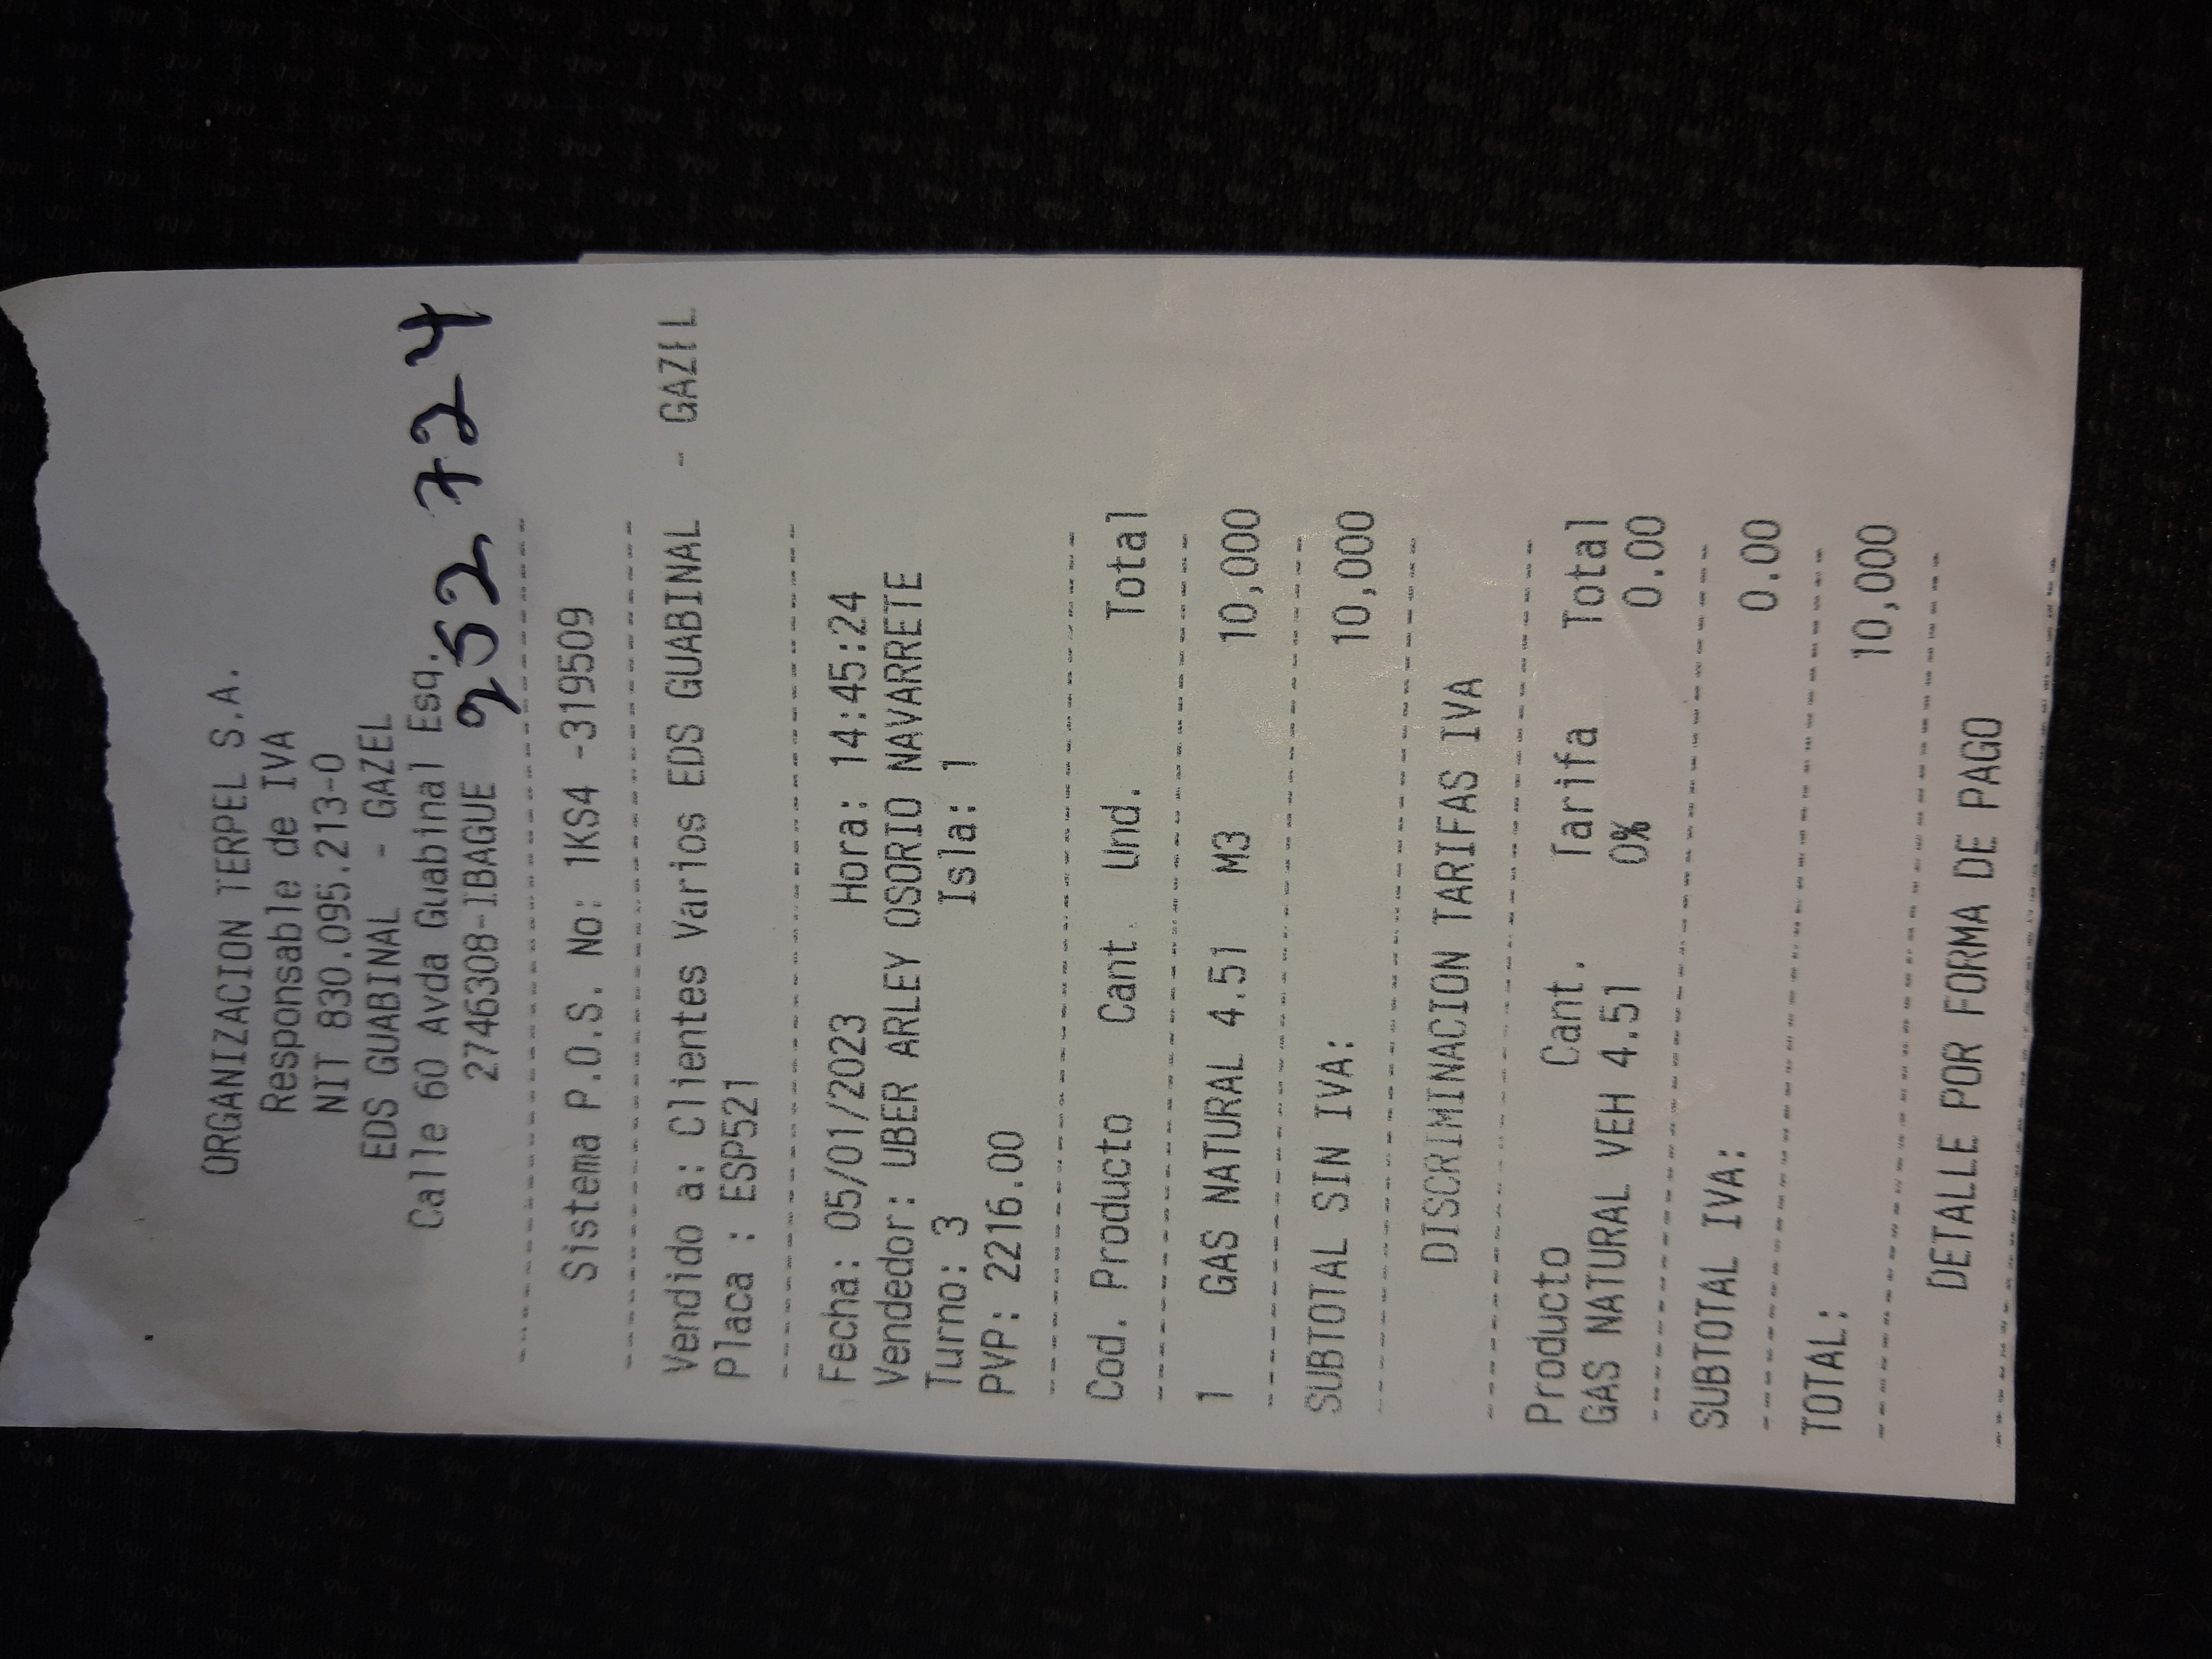 ORGANIZACION TERPEL S.A.
Responsable de IVA
NIT 830.095.213-0
EDS GUABINAL - GAZEL
Calle 60 Avda Guabinal Esq.
2746308-IBAGUE
252724
Sistema P.O.S. No: 1KS4 -319509
Vendido a: Clientes Varios EDS GUABINAL - GAZEL
Placa : ESP521
Fecha: 05/01/2023 Hora: 14:45:24
Vendedor: UBER ARLEY OSORIO NAVARRETE
Turno: 3 Isla: 1
PVP: 2216.00
Cod. Producto Cant. Und. Total
1 GAS NATURAL 4.51 M3 10,000
SUBTOTAL SIN IVA: 10,000
DISCRIMINACION TARIFAS IVA
Producto Cant. Tarifa Total
GAS NATURAL VEH 4.51 0% 0.00
SUBTOTAL IVA: 0.00
TOTAL: 10,000
DETALLE POR FORMA DE PAGO